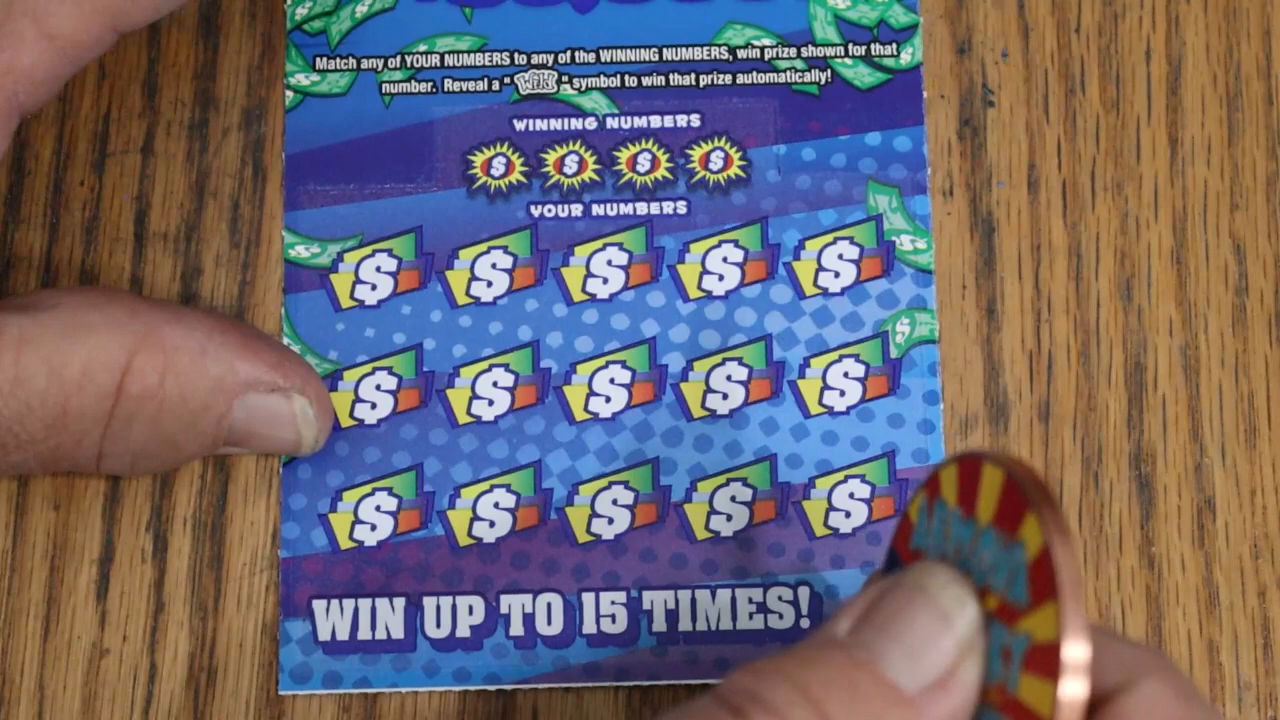 Match any of YOUR NUMBERS to any of the WINNING NUMBERS, win prize shown for that
number. Reveal a "Wild" symbol to win that prize automatically!
WINNING NUMBERS
$ $ $ $
YOUR NUMBERS
$ $ $ $ $
$ $ $ $ $
$ $ $ $ $
WIN UP TO 15 TIMES!